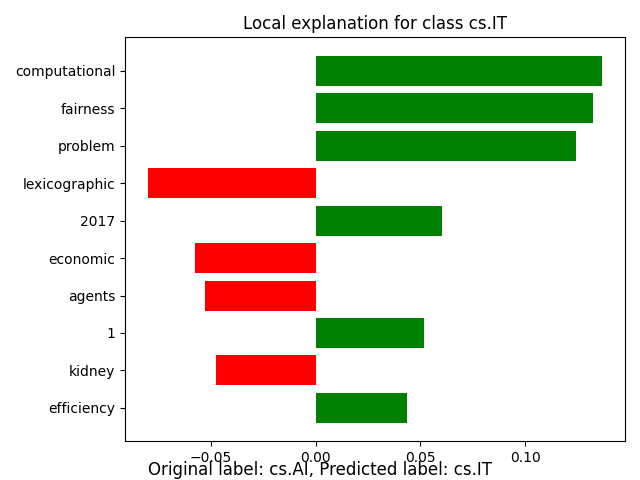 Local explanation for class cs.IT
computational
fairness
problem
lexicographic
2017
economic
agents
1
kidney
efficiency
−0.05 0.00 0.05 0.10
Original label: cs.AI, Predicted label: cs.IT